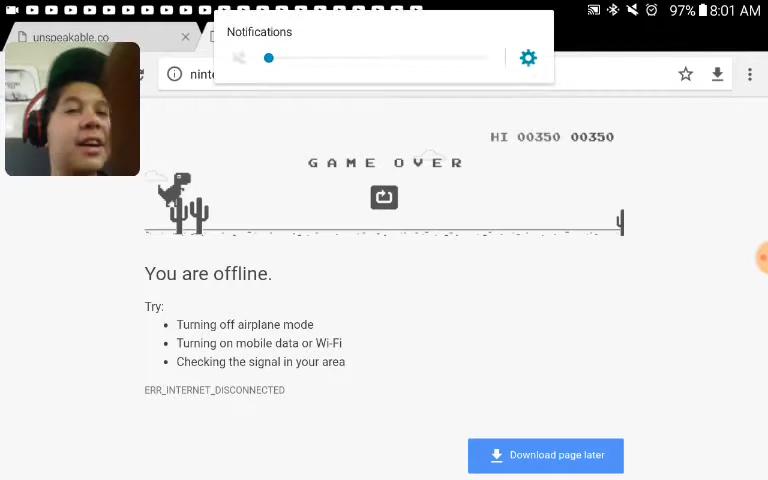 97% 8:01 AM
Notifications
unspeakable.co
ninte
HI 00350 00350
GAME OVER
You are offline.
Try:
Turning off airplane mode
Turning on mobile data or Wi-Fi
Checking the signal in your area
ERR_INTERNET_DISCONNECTED
Download page later